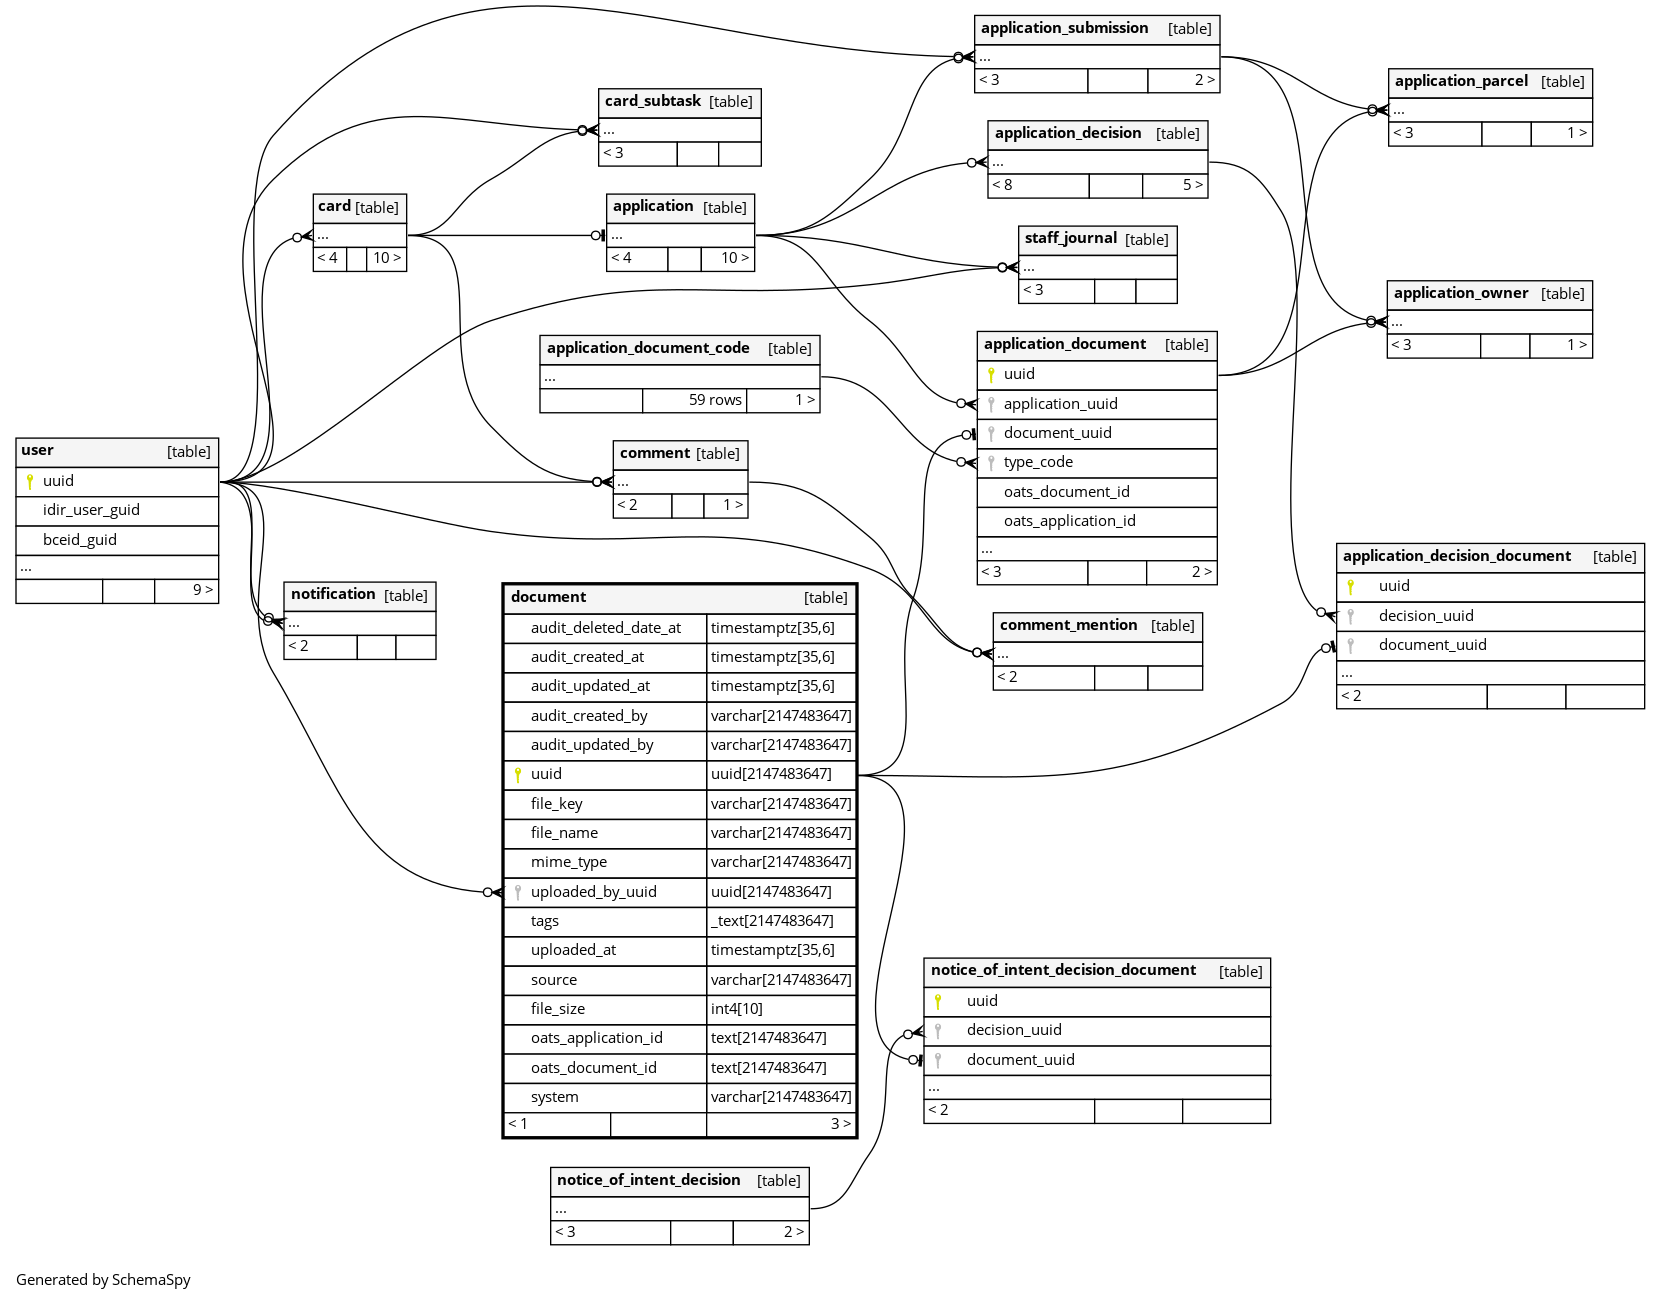 application_submission [table]
...
< 3 2 >
application_parcel [table]
...
< 3 1 >
card_subtask [table]
...
< 3
application_decision [table]
...
< 8 5 >
card [table]
...
< 4 10 >
application [table]
...
< 4 10 >
staff_journal [table]
...
< 3
application_owner [table]
...
< 3 1 >
application_document_code [table]
...
59 rows 1 >
application_document [table]
uuid
application_uuid
document_uuid
type_code
oats_document_id
oats_application_id
...
< 3 2 >
user [table]
uuid
idir_user_guid
bceid_guid
...
9 >
comment [table]
...
< 2 1 >
notification [table]
...
< 2
application_decision_document [table]
uuid
decision_uuid
document_uuid
...
< 2
comment_mention [table]
...
< 2
document [table]
audit_deleted_date_at timestamptz[35,6]
audit_created_at timestamptz[35,6]
audit_updated_at timestamptz[35,6]
audit_created_by varchar[2147483647]
audit_updated_by varchar[2147483647]
uuid uuid[2147483647]
file_key varchar[2147483647]
file_name varchar[2147483647]
mime_type varchar[2147483647]
uploaded_by_uuid uuid[2147483647]
tags _text[2147483647]
uploaded_at timestamptz[35,6]
source varchar[2147483647]
file_size int4[10]
oats_application_id text[2147483647]
oats_document_id text[2147483647]
system varchar[2147483647]
< 1 3 >
notice_of_intent_decision_document [table]
uuid
decision_uuid
document_uuid
...
< 2
notice_of_intent_decision [table]
...
< 3 2 >
Generated by SchemaSpy